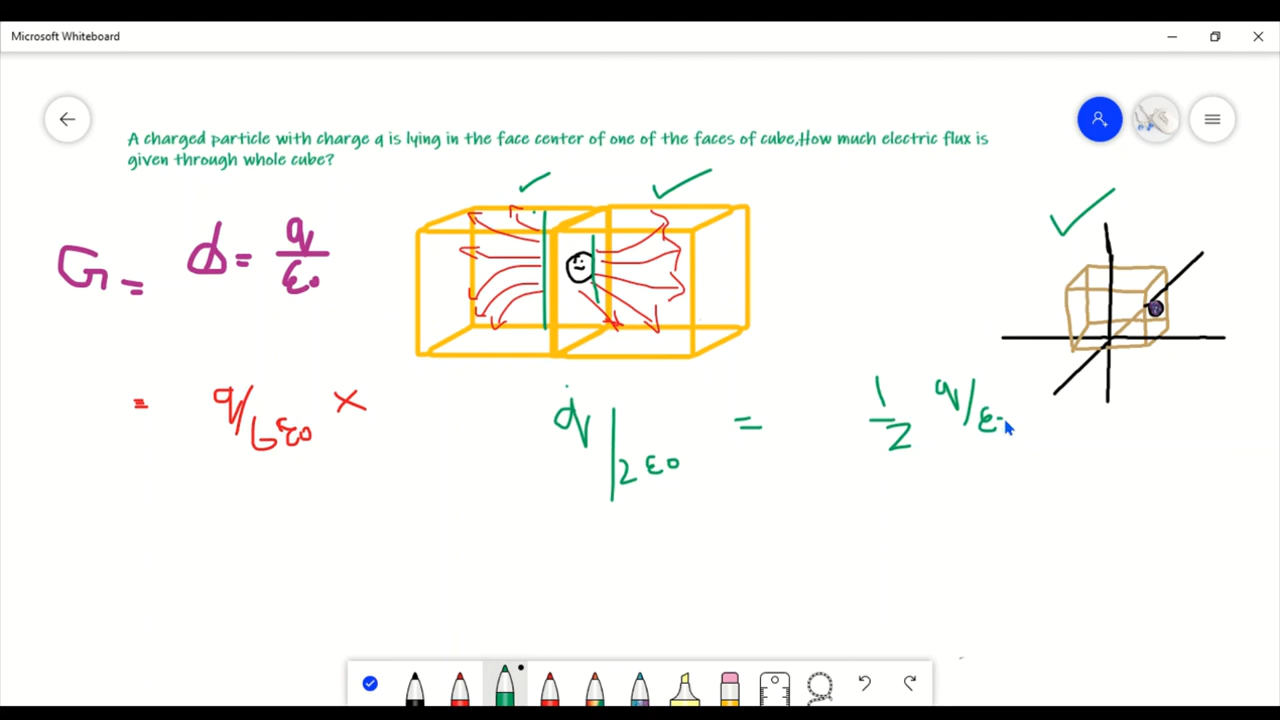 Microsoft Whiteboard
A charged particle with charge q is lying in the face center of one of the faces of cube,How much electric flux is
given through whole cube?
G = ϕ = q/ε₀
= q/6ε₀ ×
q/2ε₀ = 1/2 q/ε